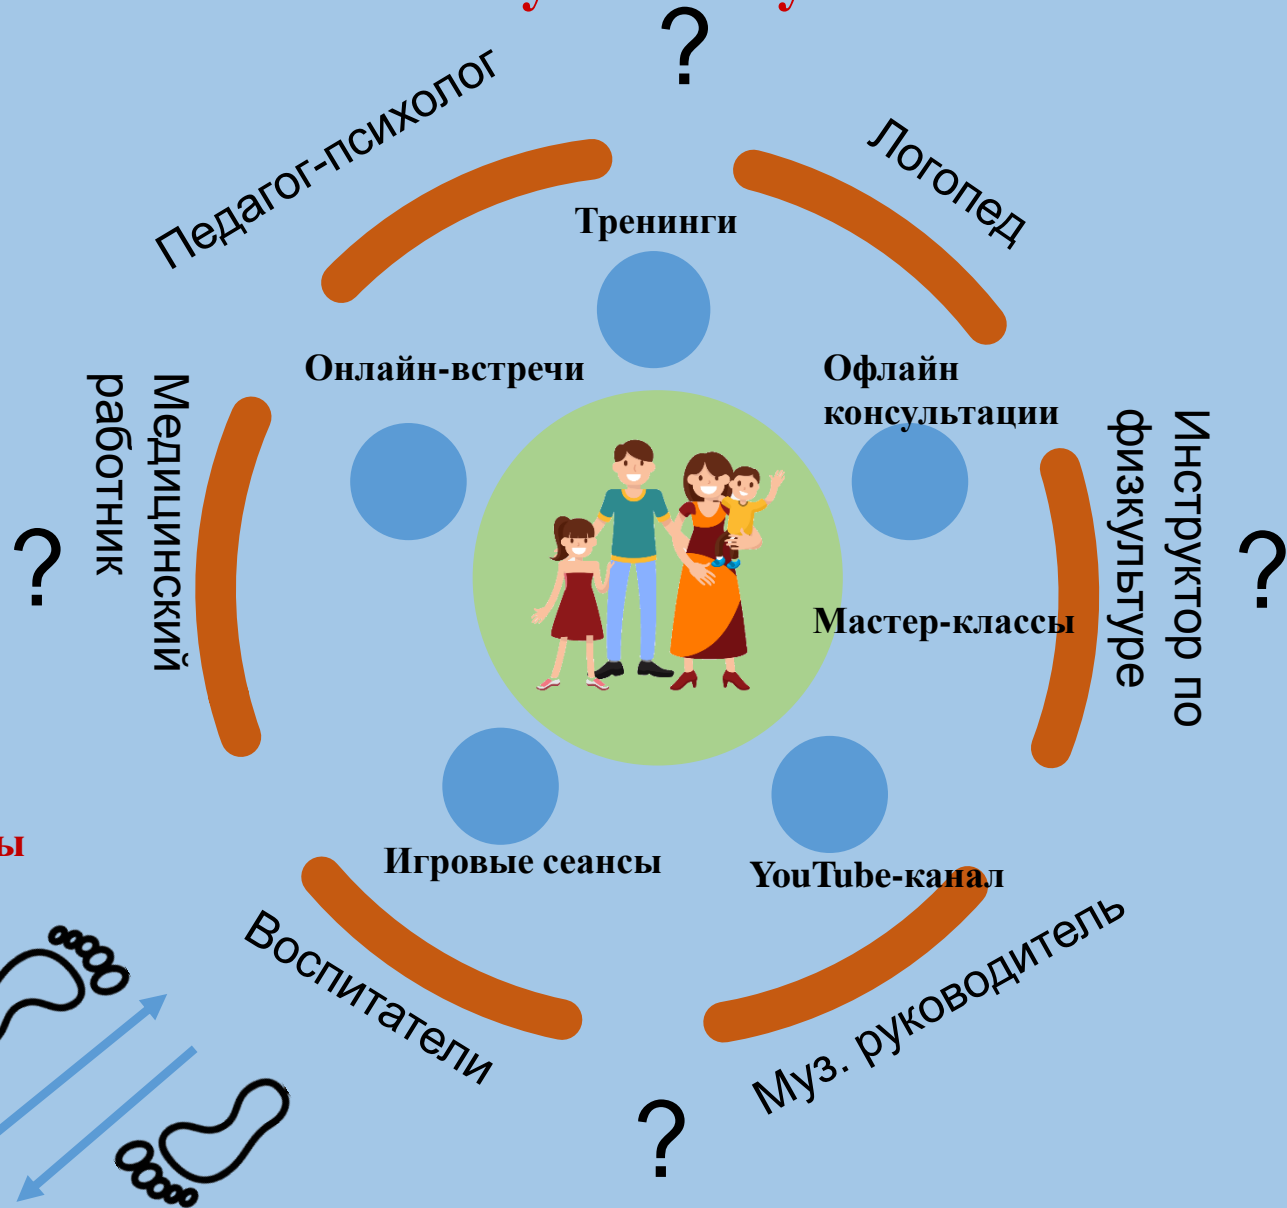 ?
Педагог-психолог
Логопед
Тренинги
Онлайн-встречи
Офлайн
консультации
Медицинский
работник
Инструктор по
физкультуре
?
?
Мастер-классы
ы
Игровые сеансы
YouTube-канал
Воспитатели
Муз. руководитель
?